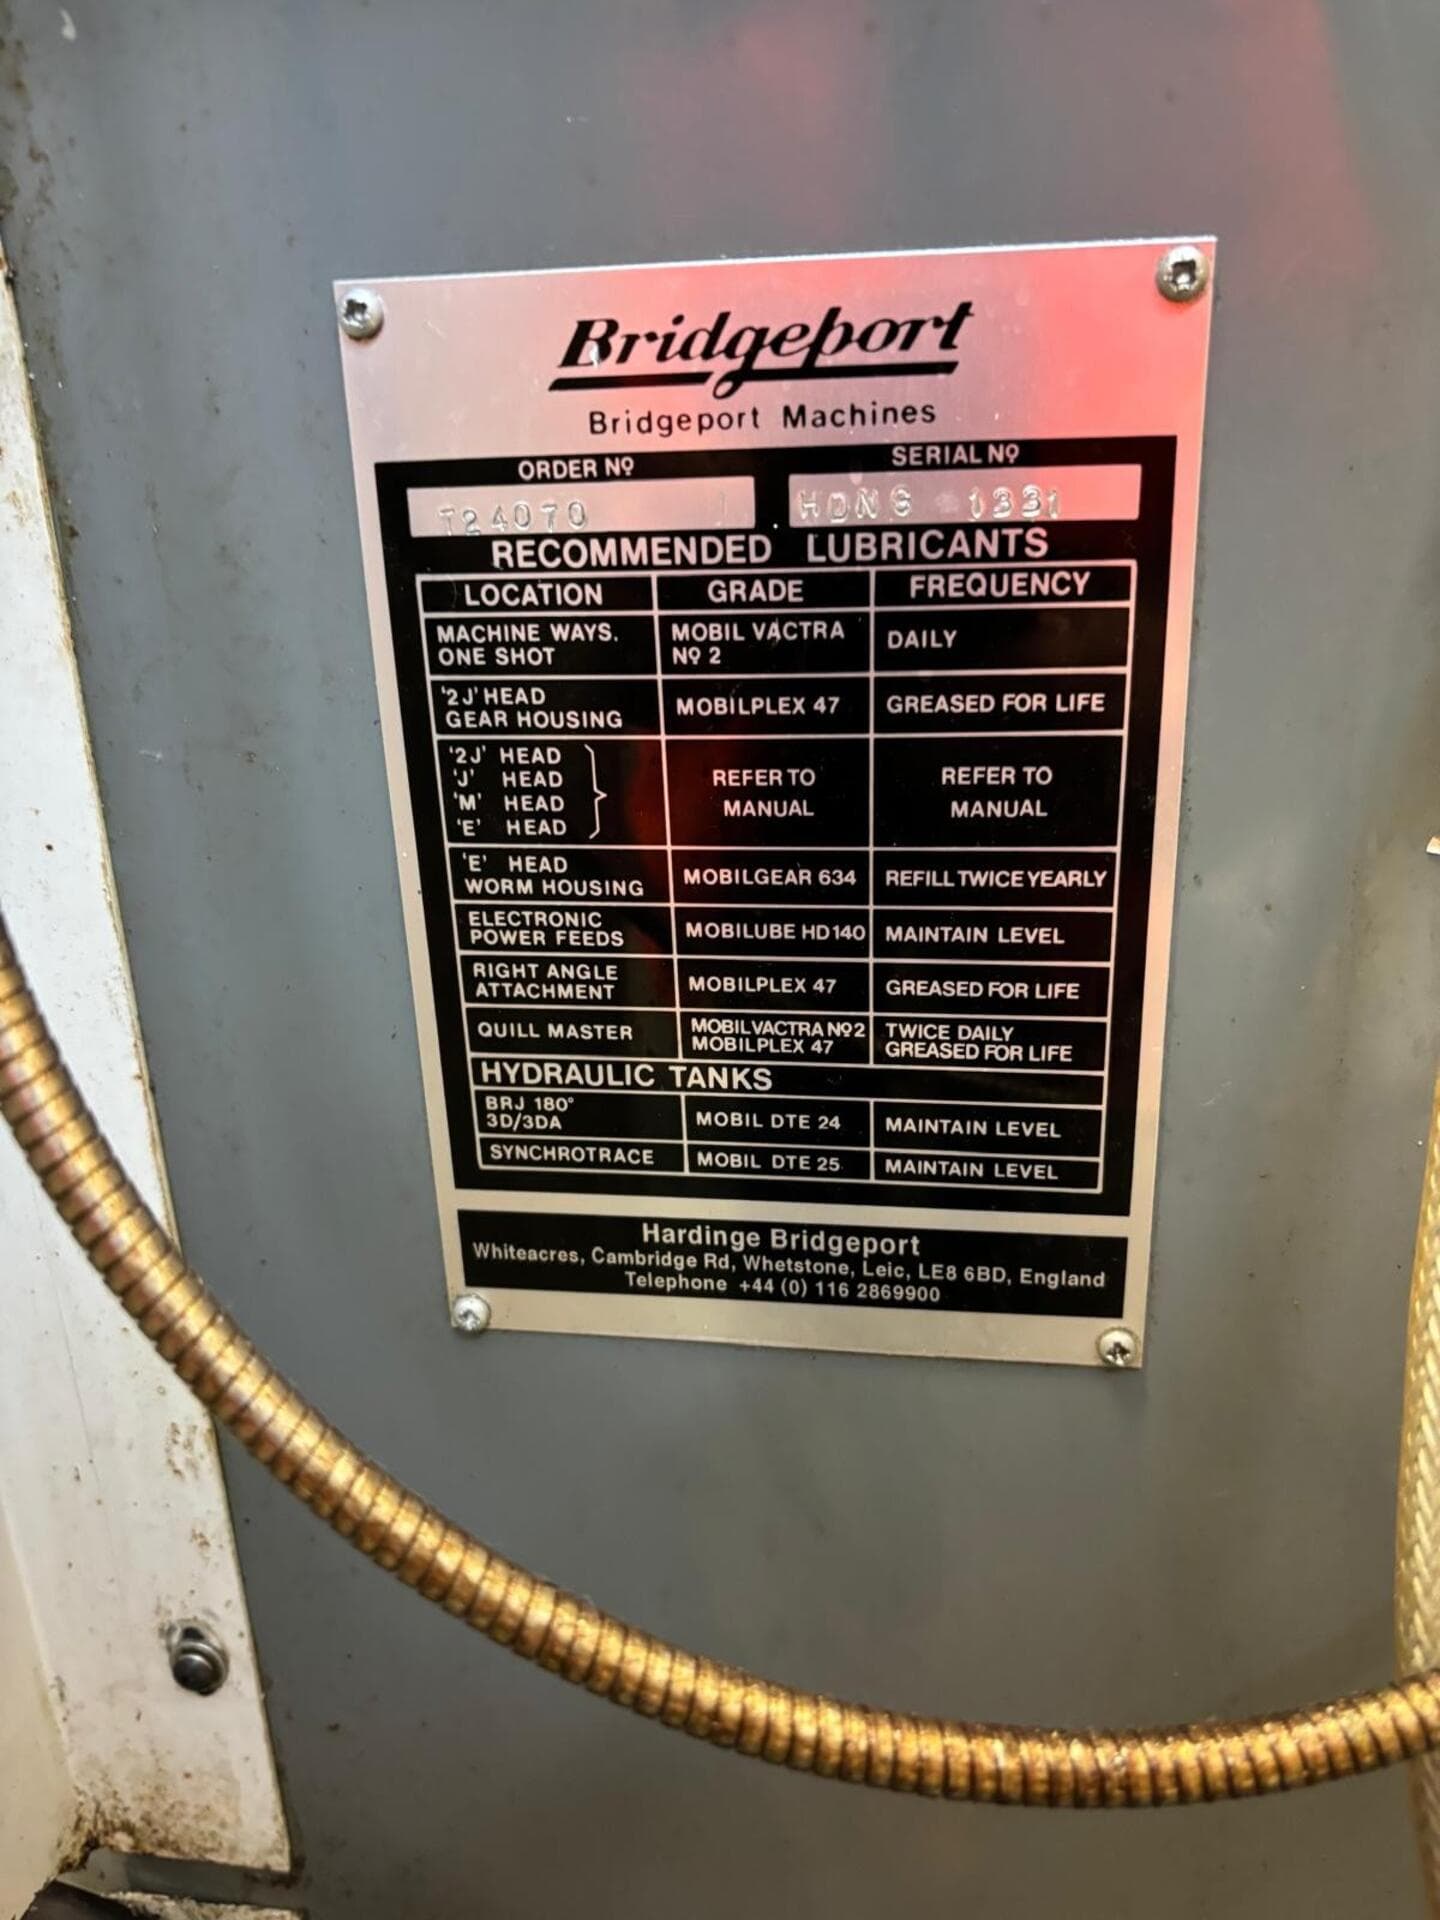 Bridgeport
Bridgeport Machines
ORDER Nº SERIAL Nº
T24070 1 HDNG 1331
RECOMMENDED LUBRICANTS
LOCATION GRADE FREQUENCY
MACHINE WAYS. MOBIL VACTRA DAILY
ONE SHOT Nº 2
'2J' HEAD MOBILPLEX 47 GREASED FOR LIFE
GEAR HOUSING
'2J' HEAD
'J' HEAD REFER TO REFER TO
'M' HEAD MANUAL MANUAL
'E' HEAD
'E' HEAD MOBILGEAR 634 REFILL TWICE YEARLY
WORM HOUSING
ELECTRONIC MOBILUBE HD140 MAINTAIN LEVEL
POWER FEEDS
RIGHT ANGLE MOBILPLEX 47 GREASED FOR LIFE
ATTACHMENT
QUILL MASTER MOBIL VACTRA Nº2 TWICE DAILY
MOBILPLEX 47 GREASED FOR LIFE
HYDRAULIC TANKS
BRJ 180° MOBIL DTE 24 MAINTAIN LEVEL
3D/3DA
SYNCHROTRACE MOBIL DTE 25 MAINTAIN LEVEL
Hardinge Bridgeport
Whiteacres, Cambridge Rd, Whetstone, Leic, LE8 6BD, England
Telephone +44 (0) 116 2869900